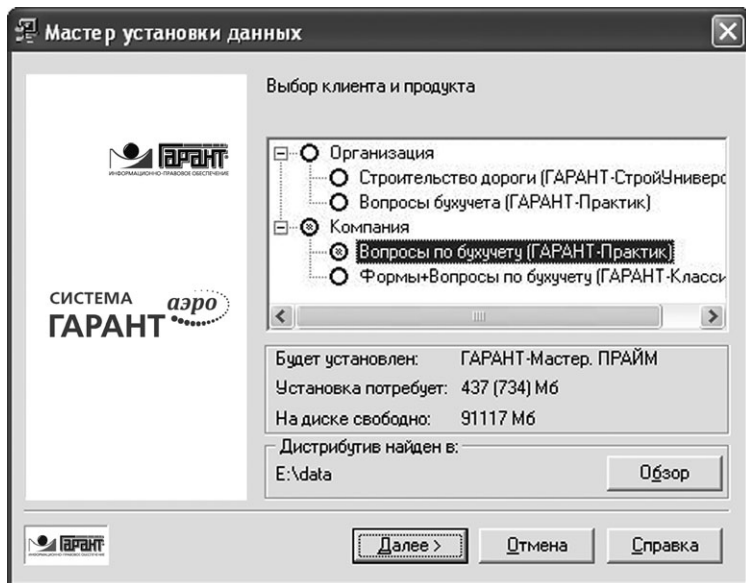 Мастер установки данных
Выбор клиента и продукта
ГАРАНТ
ИНФОРМАЦИОННО-ПРАВОВОЕ ОБЕСПЕЧЕНИЕ
Организация
Строительство дороги (ГАРАНТ-СтройУниверс
Вопросы бухучета (ГАРАНТ-Практик)
Компания
Вопросы по бухучету (ГАРАНТ-Практик)
Формы+Вопросы по бухучету (ГАРАНТ-Класси
СИСТЕМА
ГАРАНТ аэро
Будет установлен: ГАРАНТ-Мастер. ПРАЙМ
Установка потребует: 437 (734) Мб
На диске свободно: 91117 Мб
Дистрибутив найден в:
E:\data
Обзор
ГАРАНТ
Далее >
Отмена
Справка